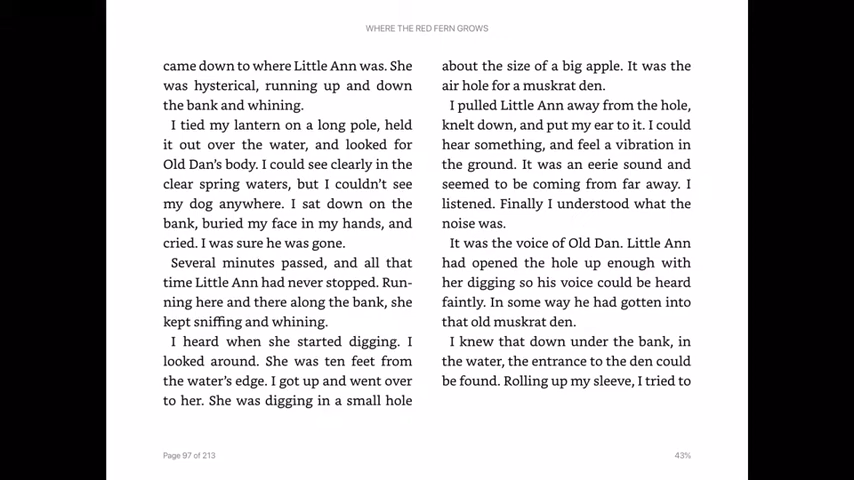 WHERE THE RED FERN GROWS
came down to where Little Ann was. She
was hysterical, running up and down
the bank and whining.
I tied my lantern on a long pole, held
it out over the water, and looked for
Old Dan's body. I could see clearly in the
clear spring waters, but I couldn't see
my dog anywhere. I sat down on the
bank, buried my face in my hands, and
cried. I was sure he was gone.
Several minutes passed, and all that
time Little Ann had never stopped. Run-
ning here and there along the bank, she
kept sniffing and whining.
I heard when she started digging. I
looked around. She was ten feet from
the water's edge. I got up and went over
to her. She was digging in a small hole
about the size of a big apple. It was the
air hole for a muskrat den.
I pulled Little Ann away from the hole,
knelt down, and put my ear to it. I could
hear something, and feel a vibration in
the ground. It was an eerie sound and
seemed to be coming from far away. I
listened. Finally I understood what the
noise was.
It was the voice of Old Dan. Little Ann
had opened the hole up enough with
her digging so his voice could be heard
faintly. In some way he had gotten into
that old muskrat den.
I knew that down under the bank, in
the water, the entrance to the den could
be found. Rolling up my sleeve, I tried to
Page 97 of 213
43%